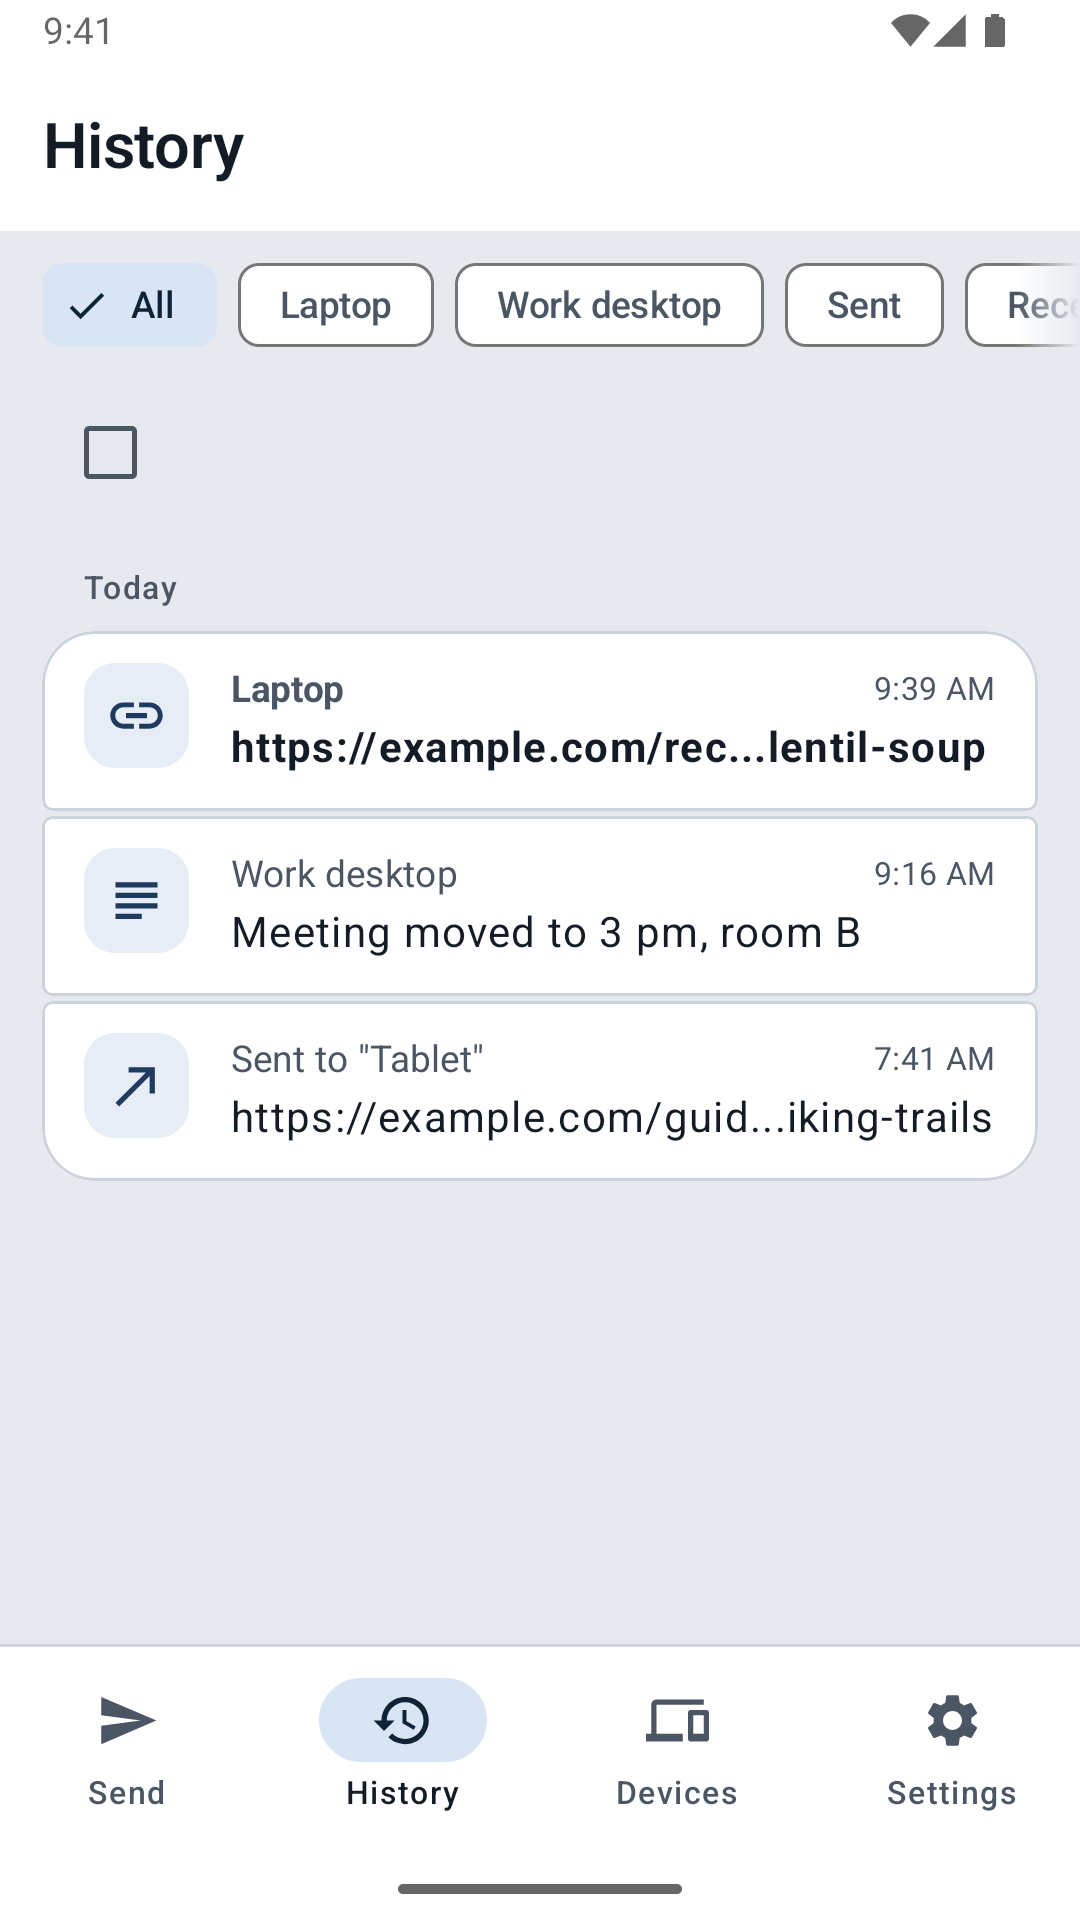 9:41
History
All
Laptop
Work desktop
Sent
Today
Laptop
9:39 AM
https://example.com/rec...lentil-soup
Work desktop
9:16 AM
Meeting moved to 3 pm, room B
Sent to "Tablet"
7:41 AM
https://example.com/guid...iking-trails
Send
History
Devices
Settings